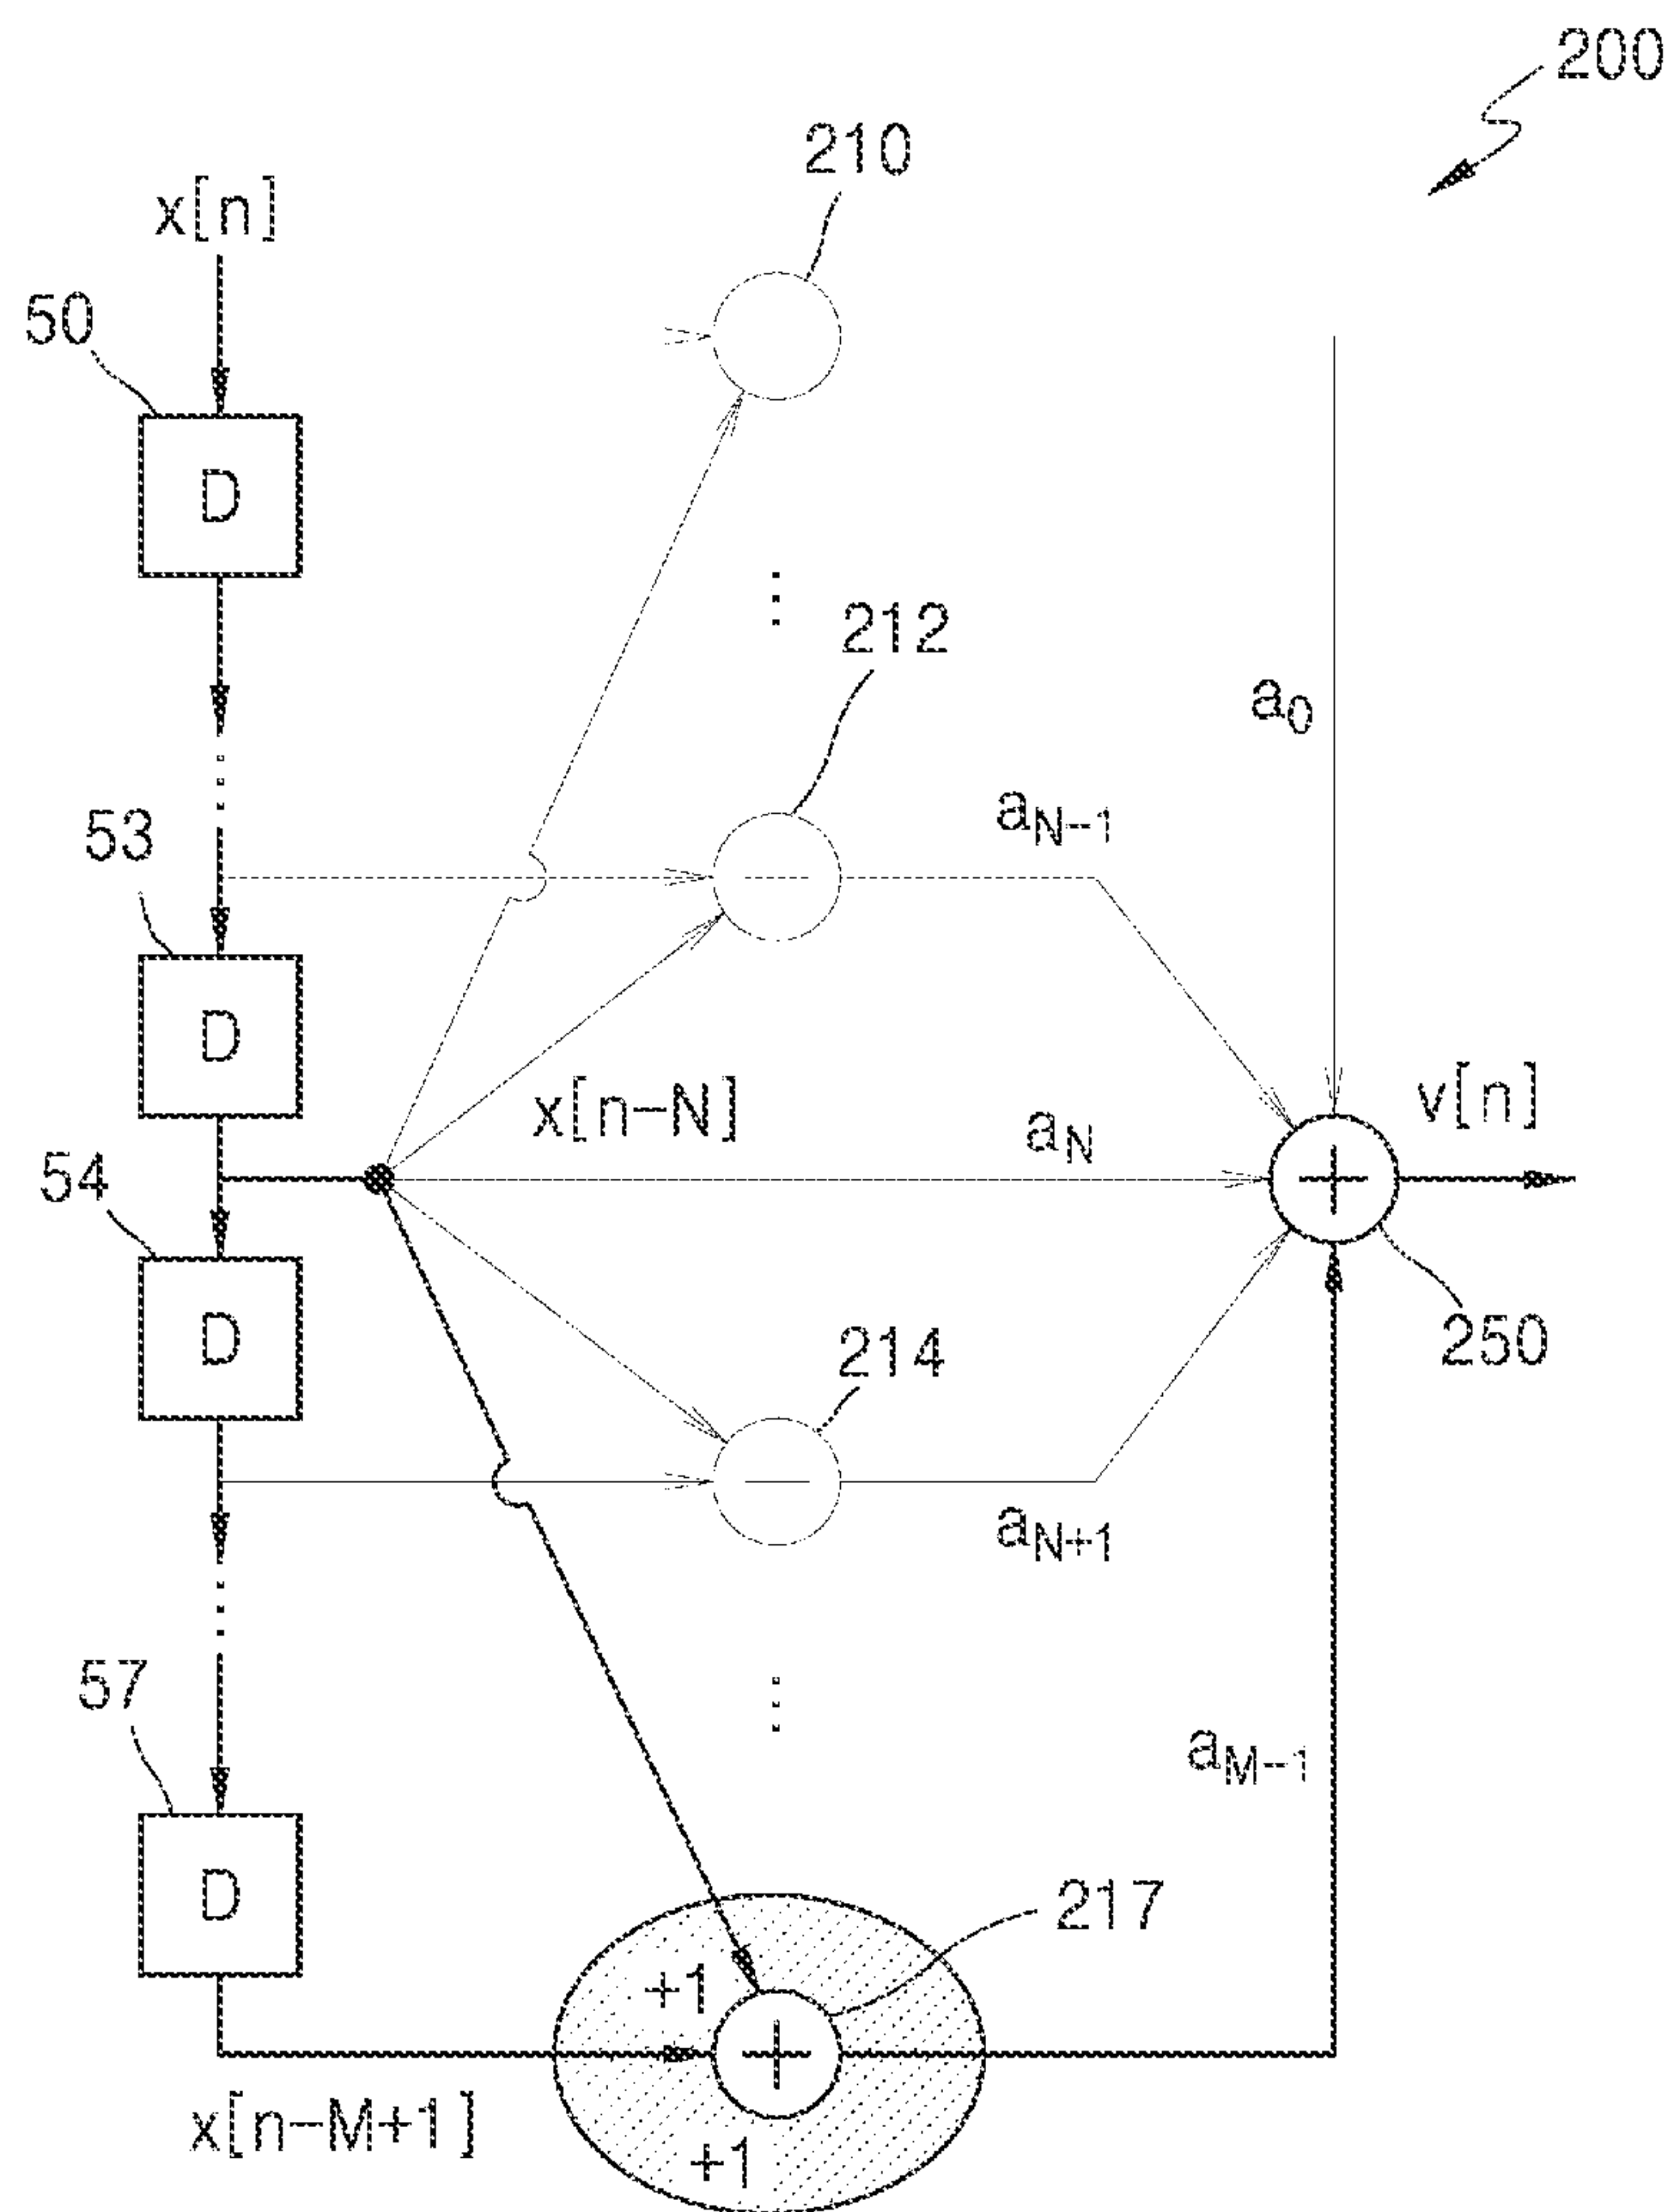 200
210
x[n]
50
D
212
a0
53
aN-1
D
x[n-N]
aN
v[n]
54
+
D
214
250
aN+1
57
aM-1
D
217
+1
+
x[n-M+1]
+1